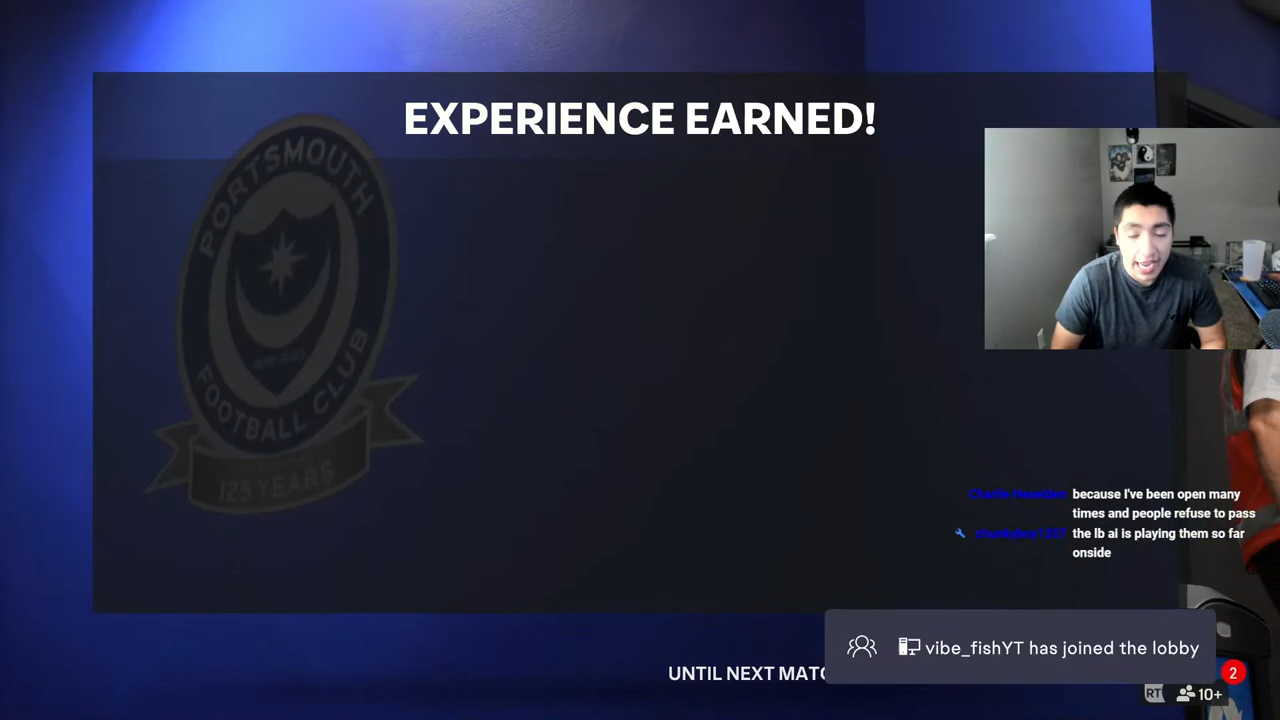 EXPERIENCE EARNED!
PORTSMOUTH
FOOTBALL CLUB
125 YEARS
because I've been open many
times and people refuse to pass
the lb ai is playing them so far
onside
vibe_fishYT has joined the lobby
UNTIL NEXT
2
RT 10+